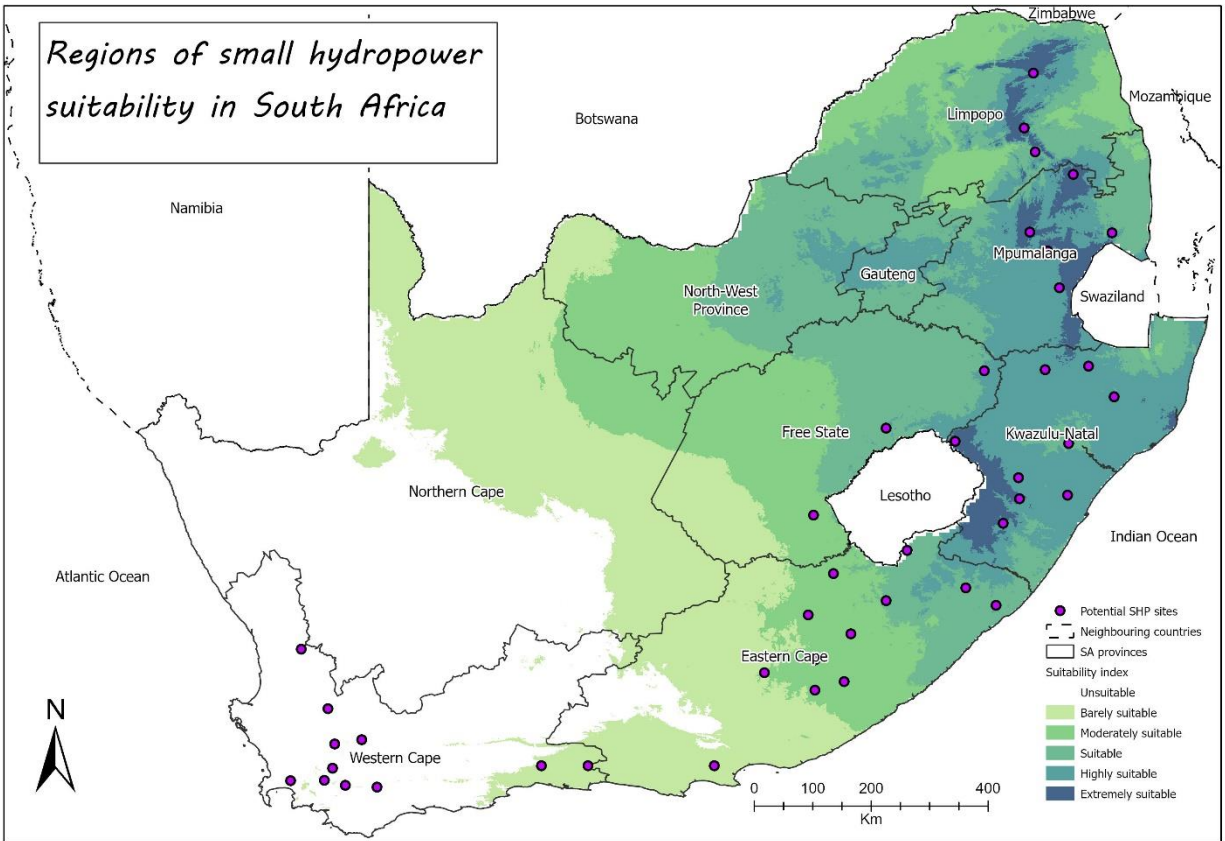 Regions of small hydropower
suitability in South Africa
Zimbabwe
Mozambique
Limpopo
Botswana
Namibia
Mpumalanga
Gauteng
North-West
Province
Swaziland
Free State
Kwazulu-Natal
Northern Cape
Lesotho
Indian Ocean
Atlantic Ocean
Eastern Cape
Western Cape
N
Potential SHP sites
Neighbouring countries
SA provinces
Suitability index
Unsuitable
Barely suitable
Moderately suitable
Suitable
Highly suitable
Extremely suitable
0 100 200 400
Km